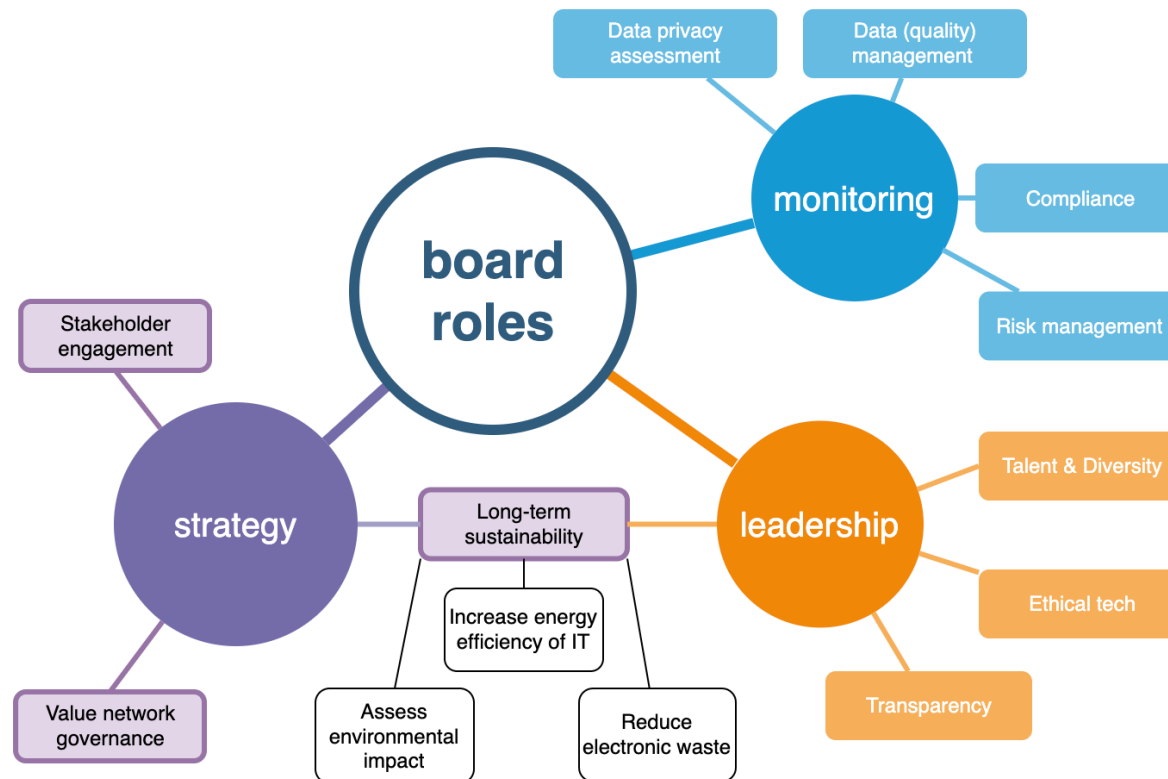 Data privacy
assessment
Data (quality)
management
monitoring
Compliance
Risk management
board
roles
Stakeholder
engagement
strategy
Value network
governance
Long-term
sustainability
Increase energy
efficiency of IT
Assess
environmental
impact
Reduce
electronic waste
leadership
Talent & Diversity
Ethical tech
Transparency